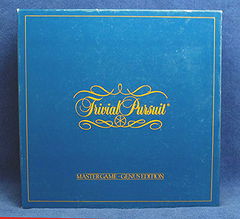 Trivial Pursuit®
MASTER GAME - GENUS EDITION